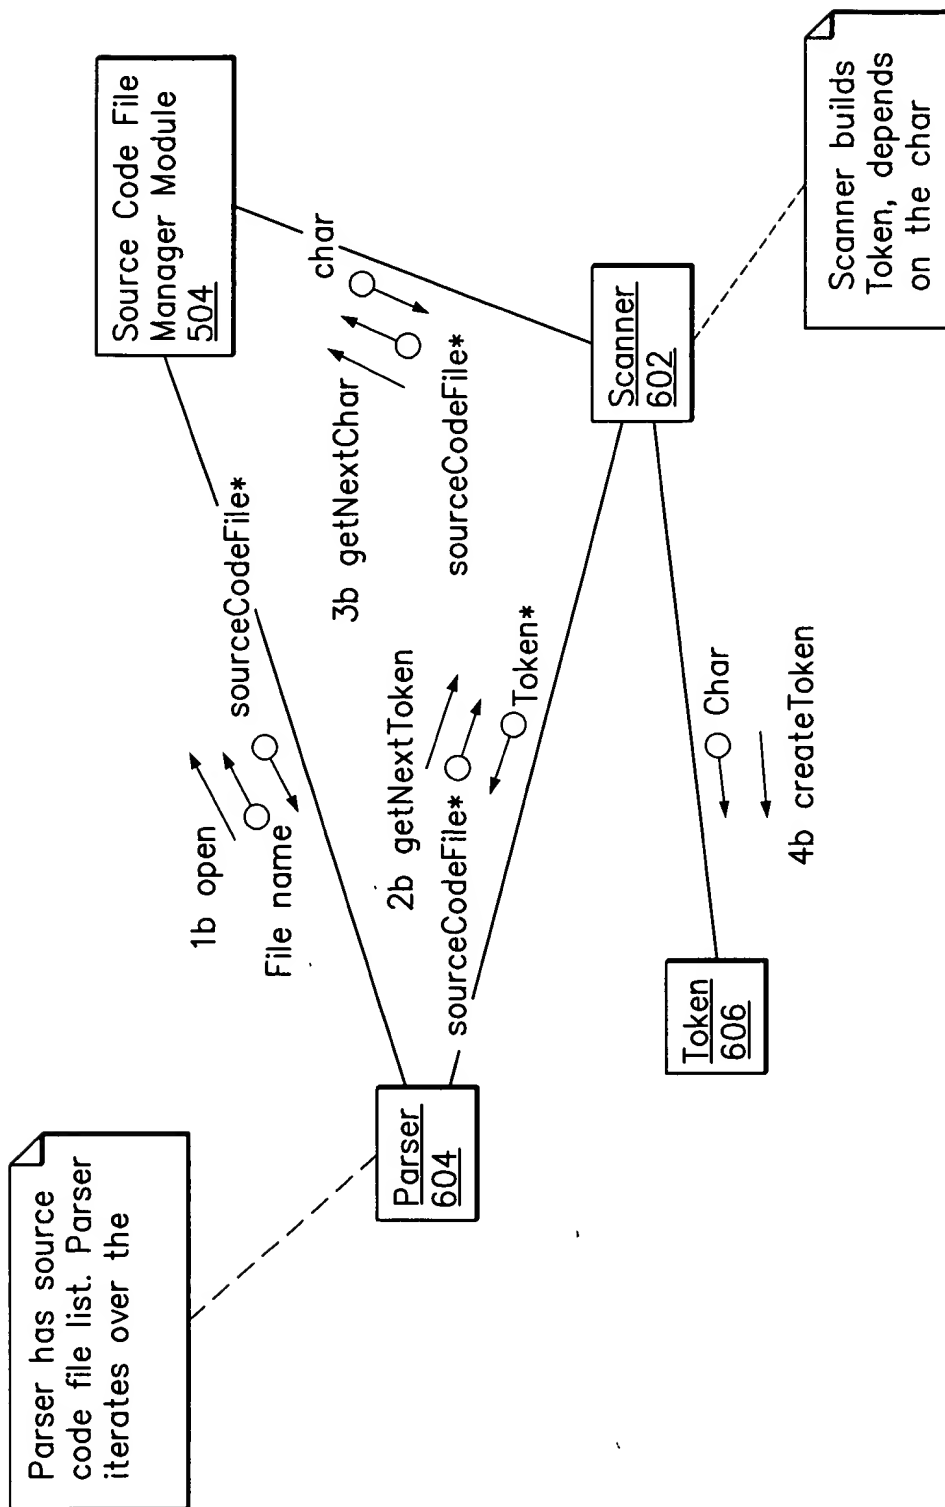 Parser has source
code file list. Parser
iterates over the
Source Code File
Manager Module
504
1b open
File name
sourceCodeFile*
3b getNextChar
char
sourceCodeFile*
Parser
604
2b getNextToken
sourceCodeFile*
Token*
Scanner
602
Token
606
Char
4b createToken
Scanner builds
Token, depends
on the char